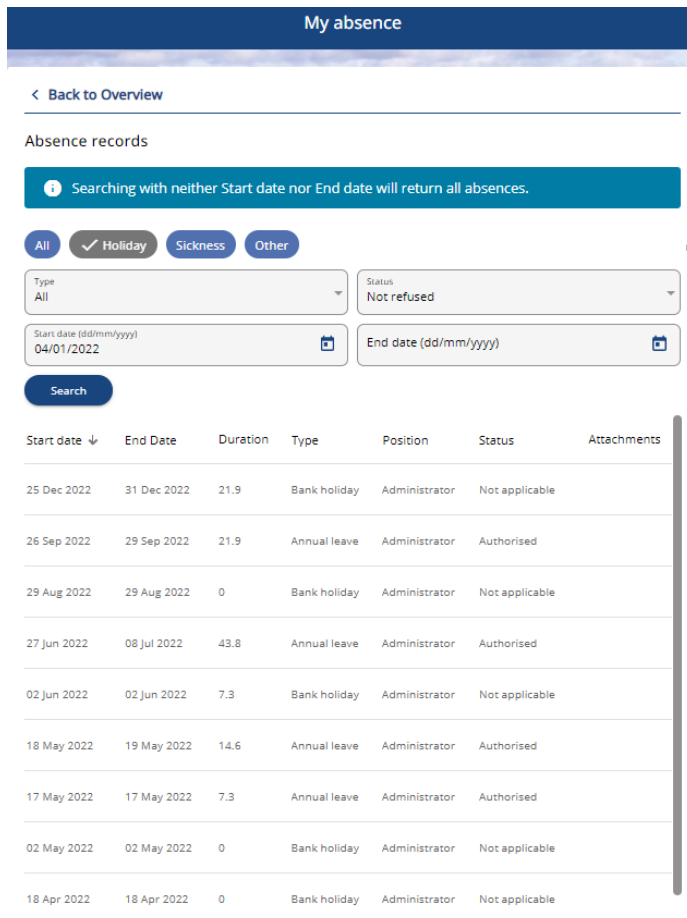 My absence
Back to Overview
Absence records
Searching with neither Start date nor End date will return all absences.
All Holiday Sickness Other
Type Status
All Not refused
Start date (dd/mm/yyyy)
04/01/2022 End date (dd/mm/yyyy)
Search
Start date End Date Duration Type Position Status Attachments
25 Dec 2022 31 Dec 2022 21.9 Bank holiday Administrator Not applicable
26 Sep 2022 29 Sep 2022 21.9 Annual leave Administrator Authorised
29 Aug 2022 29 Aug 2022 0 Bank holiday Administrator Not applicable
27 Jun 2022 08 Jul 2022 43.8 Annual leave Administrator Authorised
02 Jun 2022 02 Jun 2022 7.3 Bank holiday Administrator Not applicable
18 May 2022 19 May 2022 14.6 Annual leave Administrator Authorised
17 May 2022 17 May 2022 7.3 Annual leave Administrator Authorised
02 May 2022 02 May 2022 0 Bank holiday Administrator Not applicable
18 Apr 2022 18 Apr 2022 0 Bank holiday Administrator Not applicable